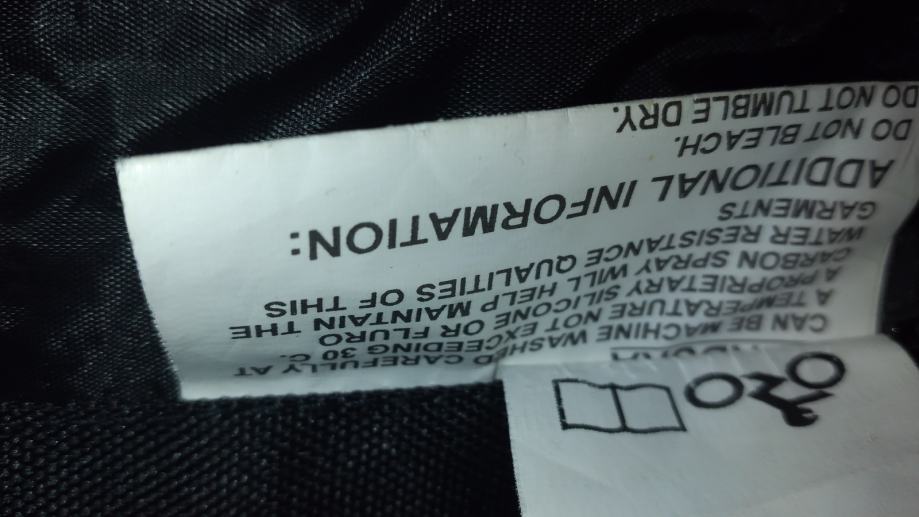 CAN BE MACHINE WASHED CAREFULLY AT
A TEMPERATURE NOT EXCEEDING 30 C.
A PROPRIETARY SILICONE OR FLURO
CARBON SPRAY WILL HELP MAINTAIN THE
WATER RESISTANCE QUALITIES OF THIS
GARMENTS
ADDITIONAL INFORMATION:
DO NOT BLEACH.
DO NOT TUMBLE DRY.